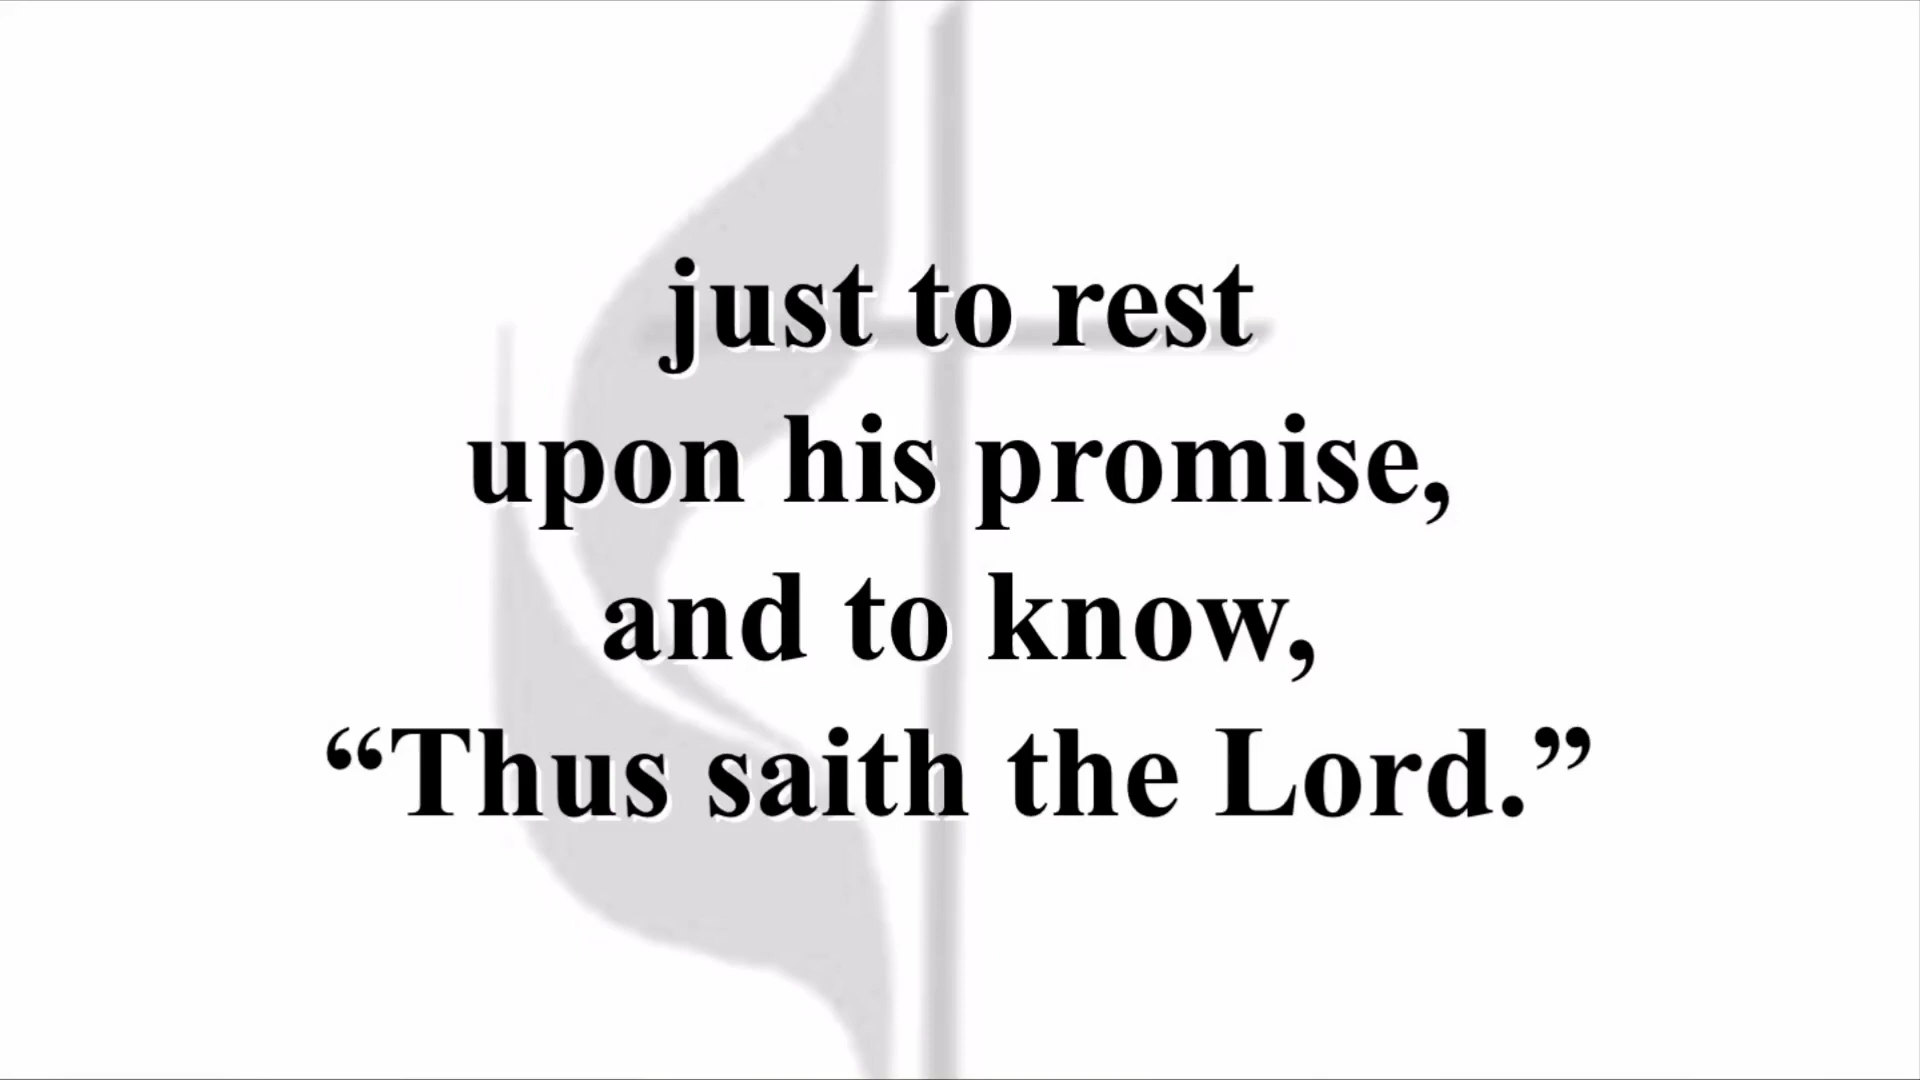 just to rest
upon his promise,
and to know,
“Thus saith the Lord.”